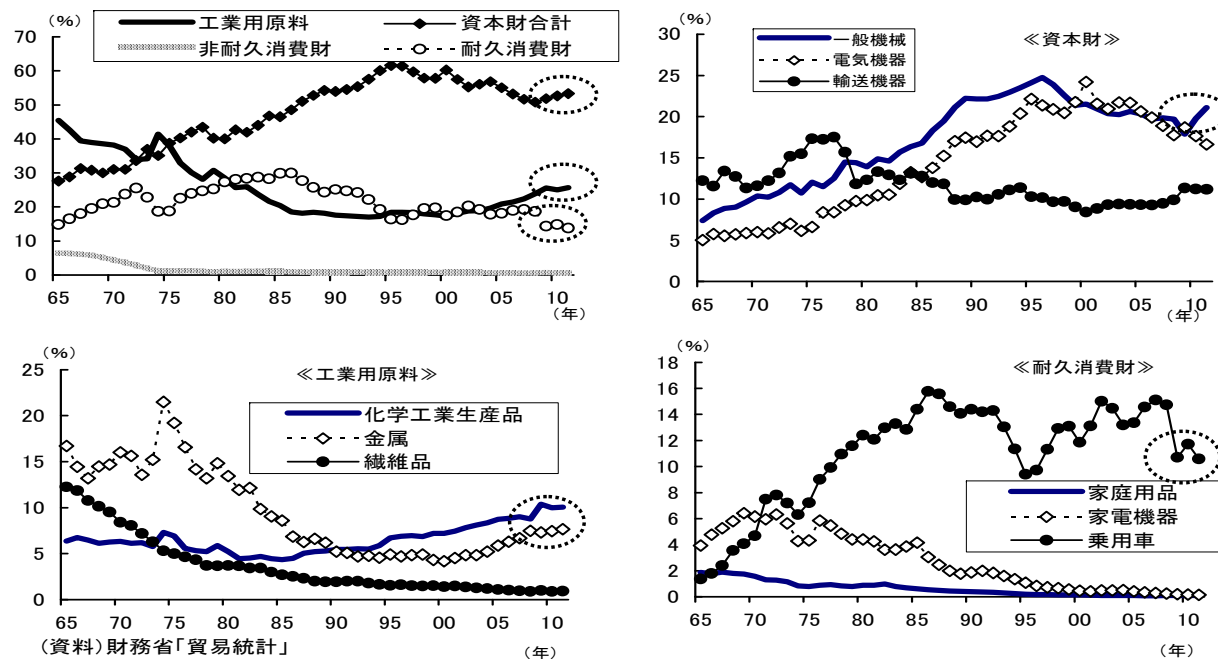 (%)
工業用原料
資本財合計
非耐久消費財
耐久消費財
70
60
50
40
30
20
10
0
65 70 75 80 85 90 95 00 05 10
(年)
(%)
一般機械
電気機器
輸送機器
≪資本財≫
30
25
20
15
10
5
0
65 70 75 80 85 90 95 00 05 10
(年)
(%)
≪工業用原料≫
化学工業生産品
金属
繊維品
25
20
15
10
5
0
65 70 75 80 85 90 95 00 05 10
(年)
(資料)財務省「貿易統計」
(%)
≪耐久消費財≫
家庭用品
家電機器
乗用車
18
16
14
12
10
8
6
4
2
0
65 70 75 80 85 90 95 00 05 10
(年)